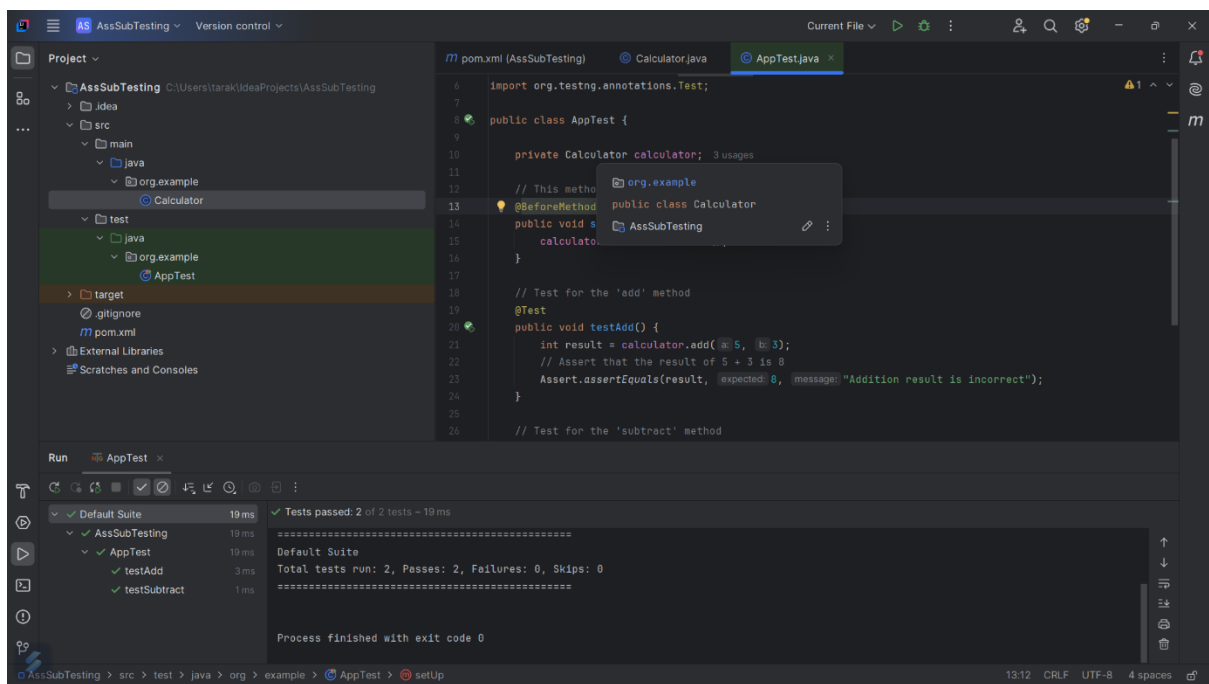 AS AssSubTesting Version control Current File
Project
pom.xml (AssSubTesting) Calculator.java AppTest.java
AssSubTesting C:\Users\tarak\IdeaProjects\AssSubTesting
.idea
src
main
java
org.example
Calculator
test
java
org.example
AppTest
target
.gitignore
m pom.xml
External Libraries
Scratches and Consoles
1
6 import org.testng.annotations.Test;
7
8 public class AppTest {
9
10 private Calculator calculator; 3 usages
11
12 // This metho
13 @BeforeMethod
14 public void s
15 calculato
16 }
17
18 // Test for the 'add' method
19 @Test
20 public void testAdd() {
21 int result = calculator.add( a: 5, b: 3);
22 // Assert that the result of 5 + 3 is 8
23 Assert.assertEquals(result, expected: 8, message: "Addition result is incorrect");
24 }
25
26 // Test for the 'subtract' method
org.example
public class Calculator
AssSubTesting
m
Run AppTest
Default Suite 19 ms
AssSubTesting 19 ms
AppTest 19 ms
testAdd 3 ms
testSubtract 1 ms
Tests passed: 2 of 2 tests – 19 ms
===============================================
Default Suite
Total tests run: 2, Passes: 2, Failures: 0, Skips: 0
===============================================
Process finished with exit code 0
AssSubTesting > src > test > java > org > example > AppTest > setUp
13:12 CRLF UTF-8 4 spaces